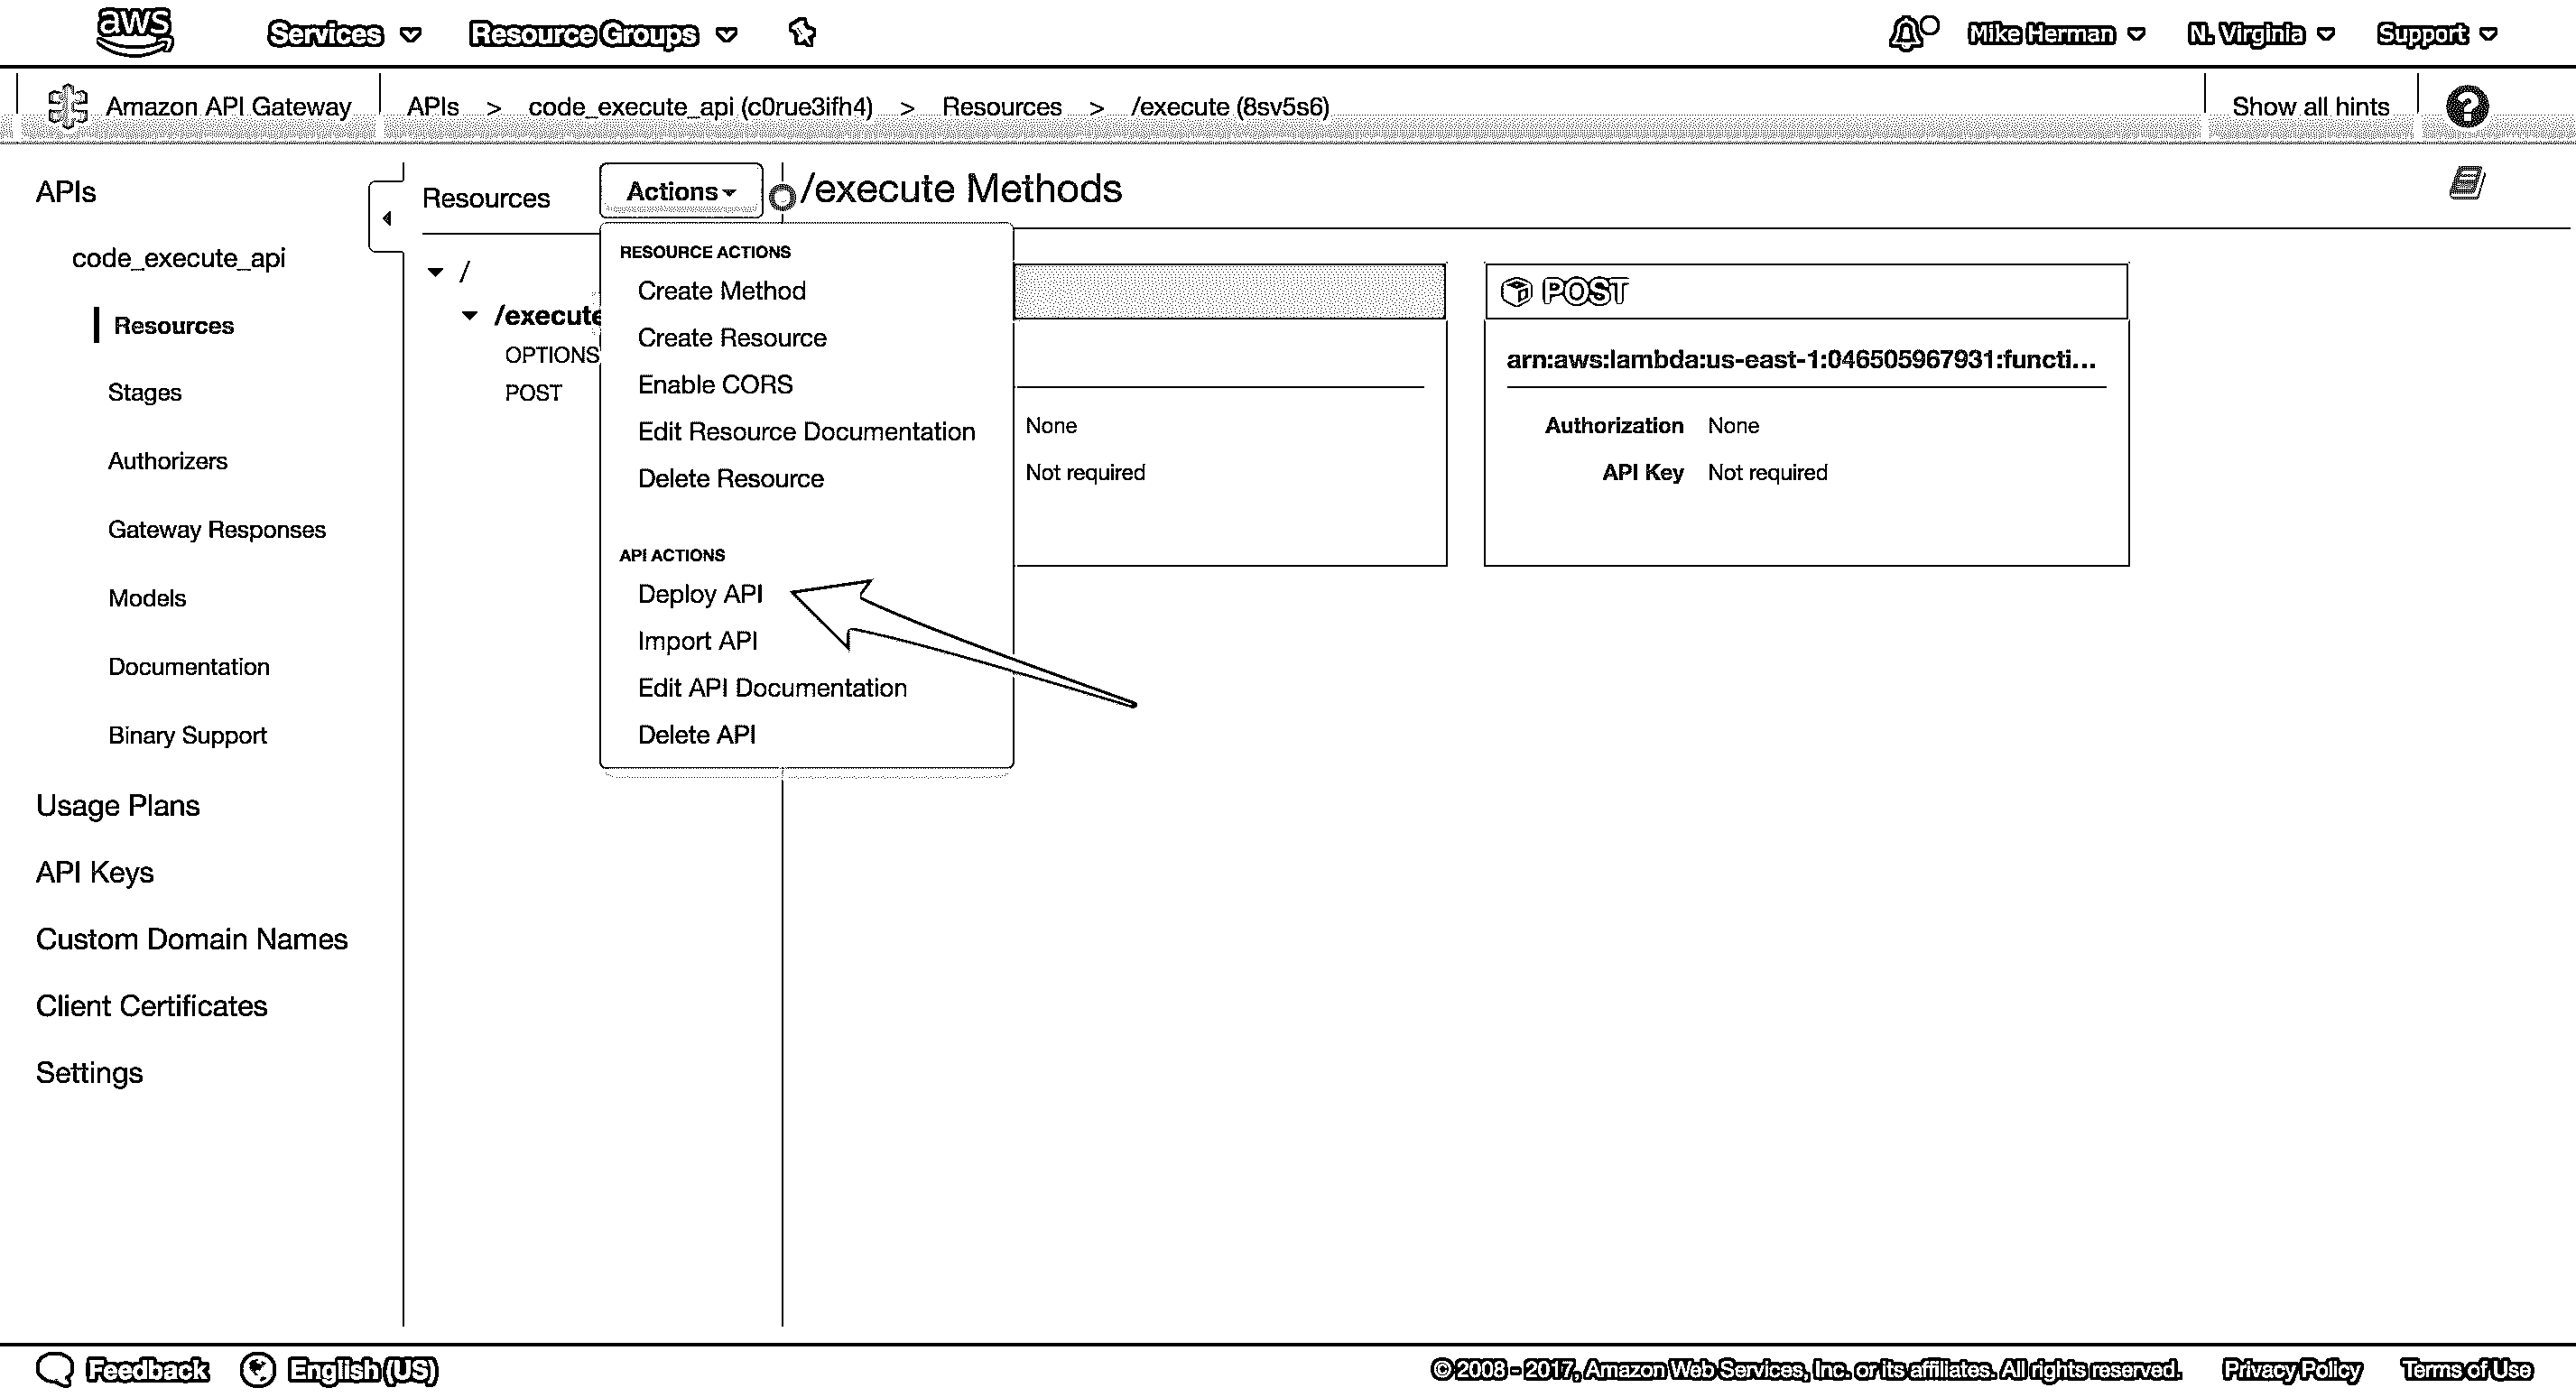 aws Services Resource Groups Mike Herman N. Virginia Support
Amazon API Gateway APIs > code_execute_api (c0rue3ifh4) > Resources > /execute (8sv5s6) Show all hints ?
APIs
code_execute_api
Resources
Stages
Authorizers
Gateway Responses
Models
Documentation
Binary Support
Usage Plans
API Keys
Custom Domain Names
Client Certificates
Settings
Resources
Actions
/
/execute
OPTIONS
POST
RESOURCE ACTIONS
Create Method
Create Resource
Enable CORS
Edit Resource Documentation
Delete Resource
API ACTIONS
Deploy API
Import API
Edit API Documentation
Delete API
/execute Methods
None
Not required
POST
arn:aws:lambda:us-east-1:046505967931:functi...
Authorization None
API Key Not required
Feedback English (US) © 2008 - 2017, Amazon Web Services, Inc. or its affiliates. All rights reserved. Privacy Policy Terms of Use